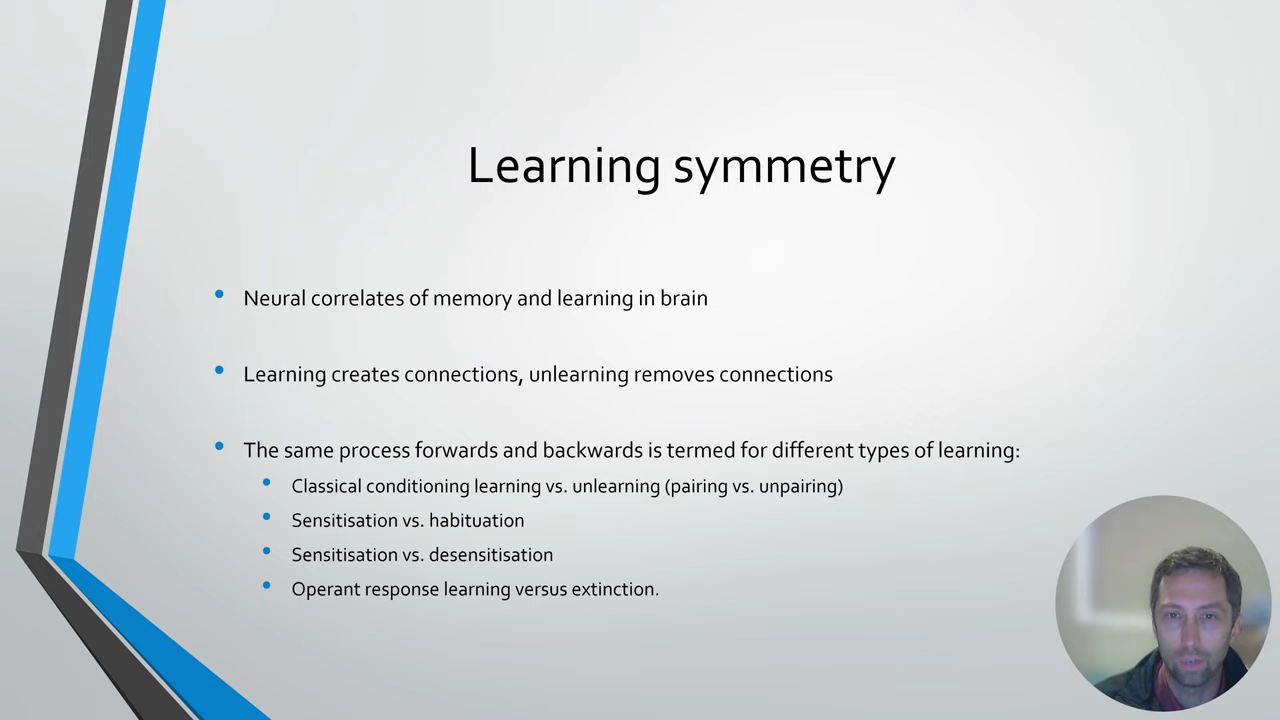 Learning symmetry
Neural correlates of memory and learning in brain
Learning creates connections, unlearning removes connections
The same process forwards and backwards is termed for different types of learning:
Classical conditioning learning vs. unlearning (pairing vs. unpairing)
Sensitisation vs. habituation
Sensitisation vs. desensitisation
Operant response learning versus extinction.